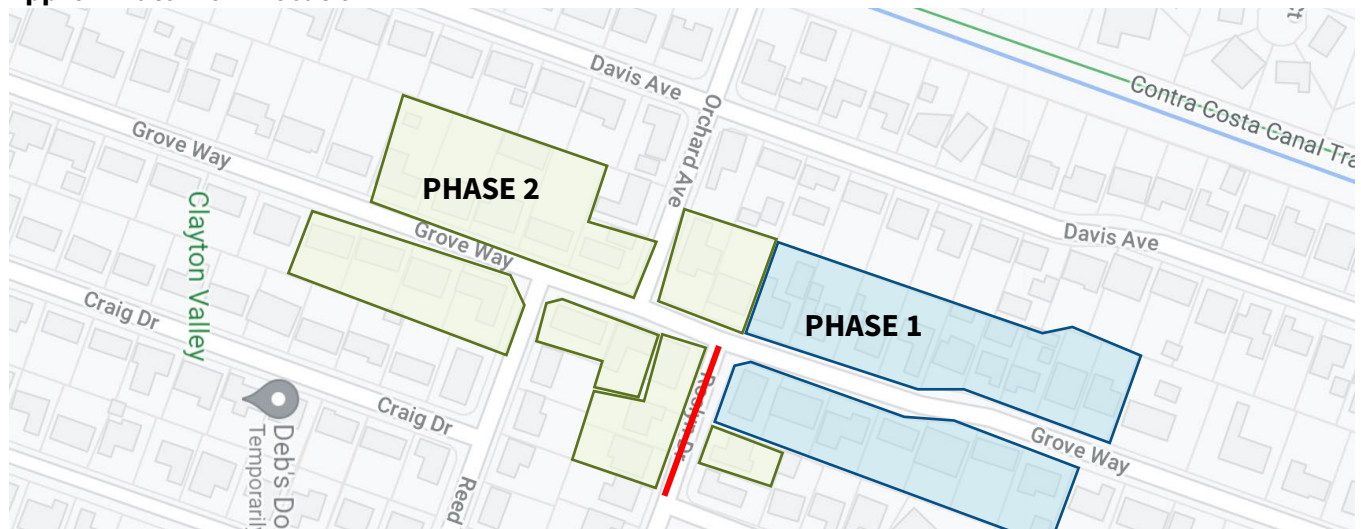 Davis Ave
Orchard Ave
Contra Costa Canal Tra
Grove Way
PHASE 2
Clayton Valley
Grove Way
Davis Ave
Craig Dr
PHASE 1
Craig Dr
Grove Way
Deb's Do
Temporaril
Reed